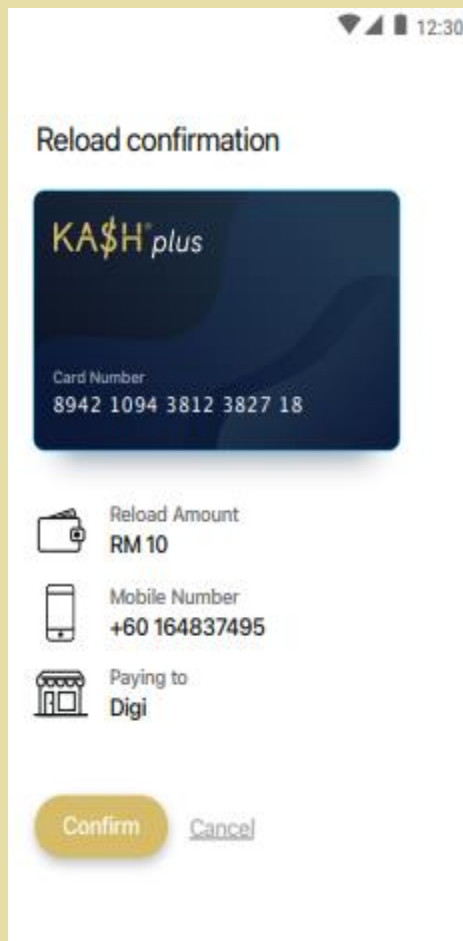 12:30
Reload confirmation
KA$H plus
Card Number
8942 1094 3812 3827 18
Reload Amount
RM 10
Mobile Number
+60 164837495
Paying to
Digi
Confirm Cancel